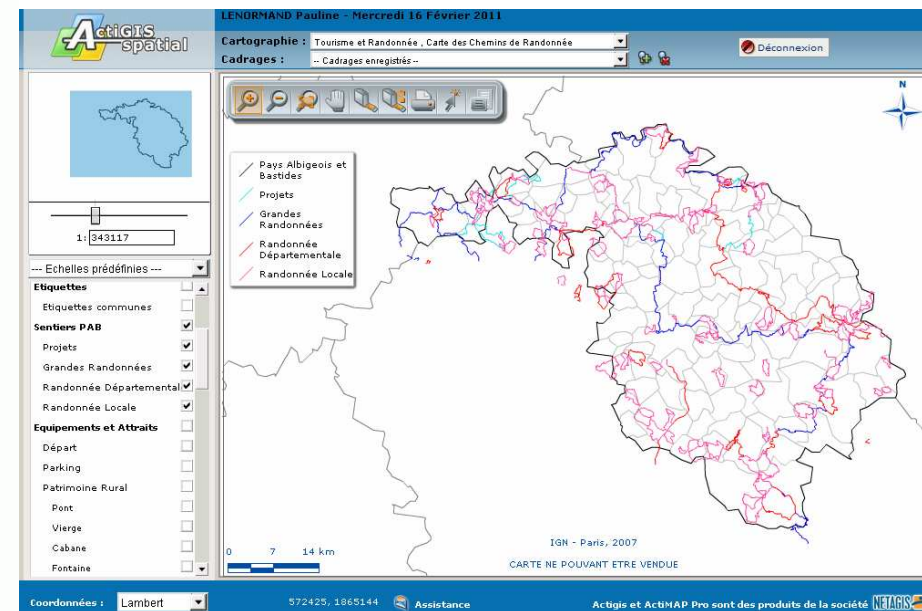 ActiGIS
spatial
LENORMAND Pauline - Mercredi 16 Février 2011
Cartographie : Tourisme et Randonnée , Carte des Chemins de Randonnée
Cadrages : -- Cadrages enregistrés --
Déconnexion
N
1: 343117
--- Echelles prédéfinies ---
Etiquettes
Etiquettes communes
Sentiers PAB
Projets
Grandes Randonnées
Randonnée Départemental
Randonnée Locale
Equipements et Attraits
Départ
Parking
Patrimoine Rural
Pont
Vierge
Cabane
Fontaine
Pays Albigeois et
Bastides
Projets
Grandes
Randonnées
Randonnée
Départementale
Randonnée Locale
0 7 14 km
IGN - Paris, 2007
CARTE NE POUVANT ETRE VENDUE
Coordonnées : Lambert
572425, 1865144
Assistance
Actigis et ActiMAP Pro sont des produits de la société NETAGIS